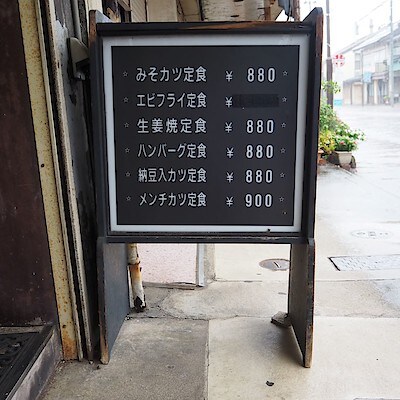 ☆ みそカツ定食 ¥ 880 ☆
☆ エビフライ定食 ¥ ☆
☆ 生姜焼定食 ¥ 880 ☆
☆ ハンバーグ定食 ¥ 880 ☆
☆ 納豆入カツ定食 ¥ 880 ☆
☆ メンチカツ定食 ¥ 900 ☆